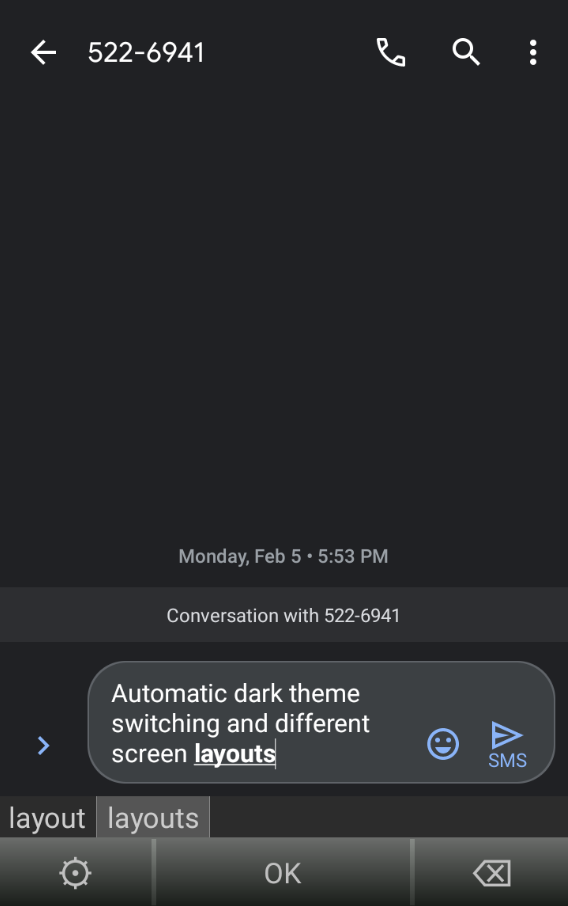 522-6941
Monday, Feb 5 • 5:53 PM
Conversation with 522-6941
Automatic dark theme
switching and different
screen layouts
SMS
layout layouts
OK